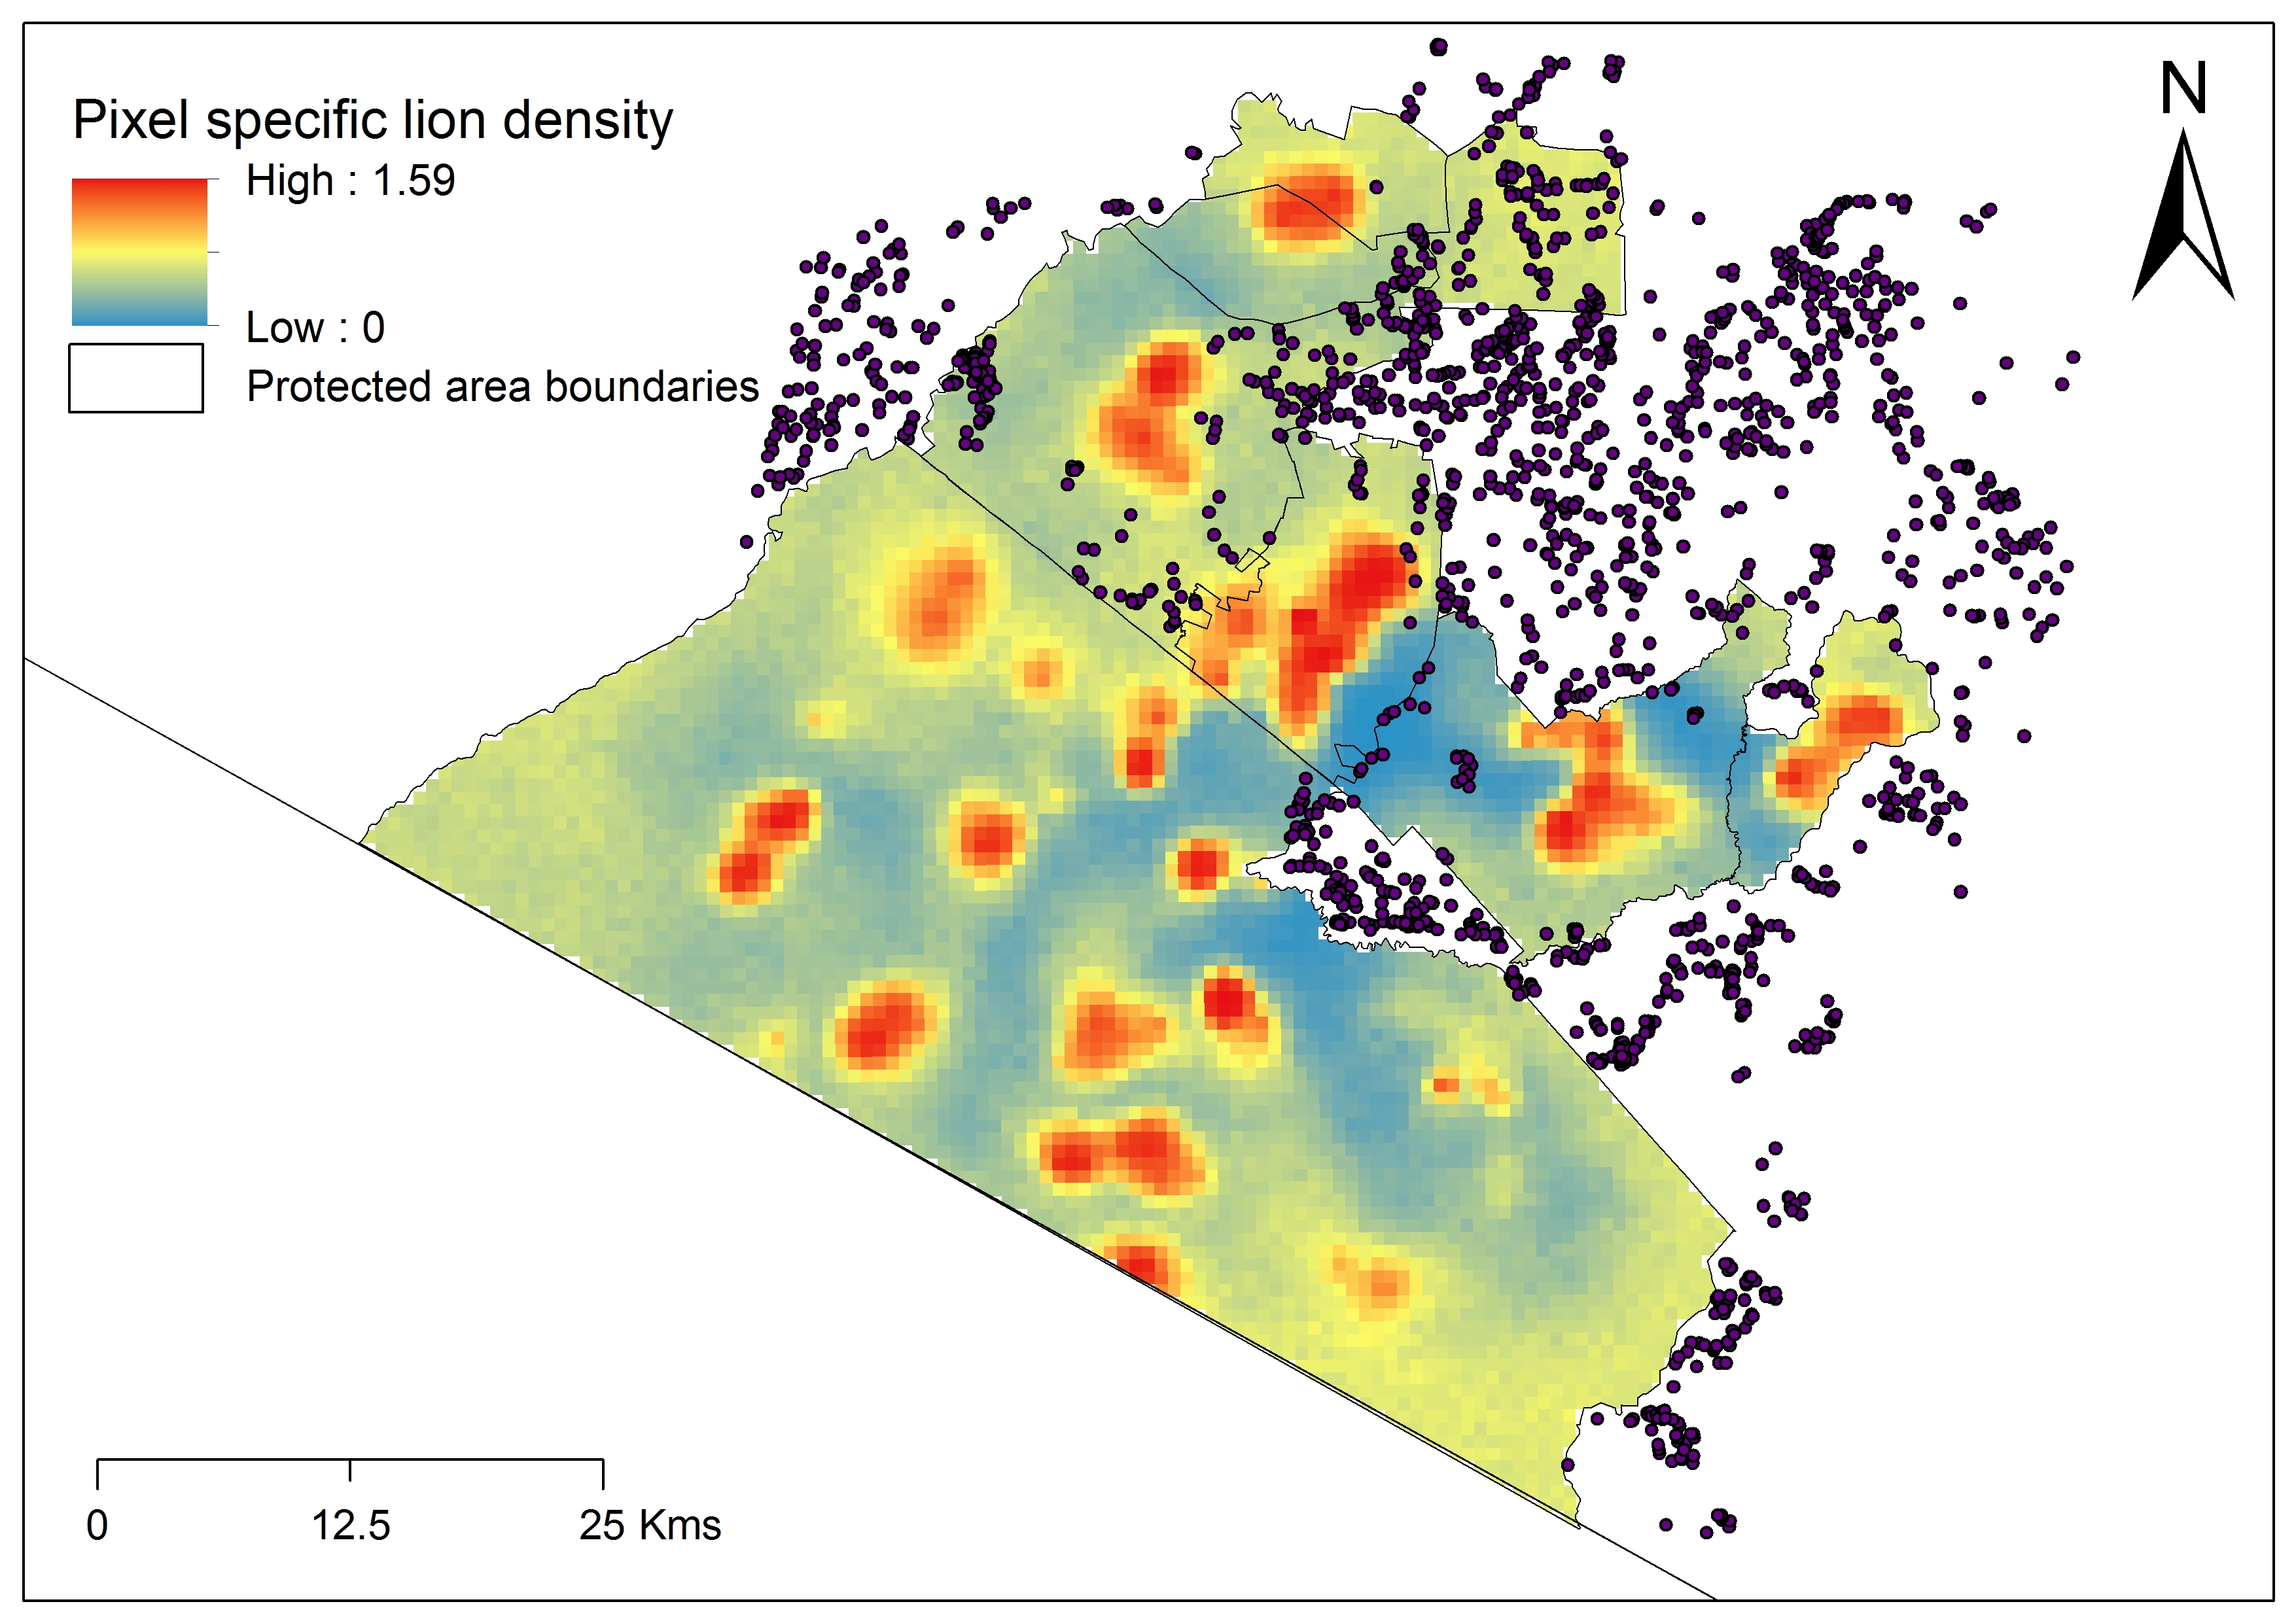 Pixel specific lion density
High : 1.59
Low : 0
Protected area boundaries
N
0 12.5 25 Kms